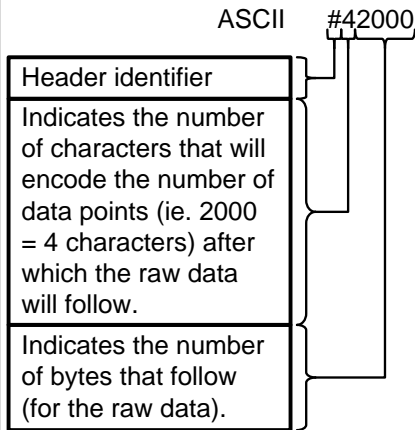 ASCII #42000
Header identifier
Indicates the number
of characters that will
encode the number of
data points (ie. 2000
= 4 characters) after
which the raw data
will follow.
Indicates the number
of bytes that follow
(for the raw data).